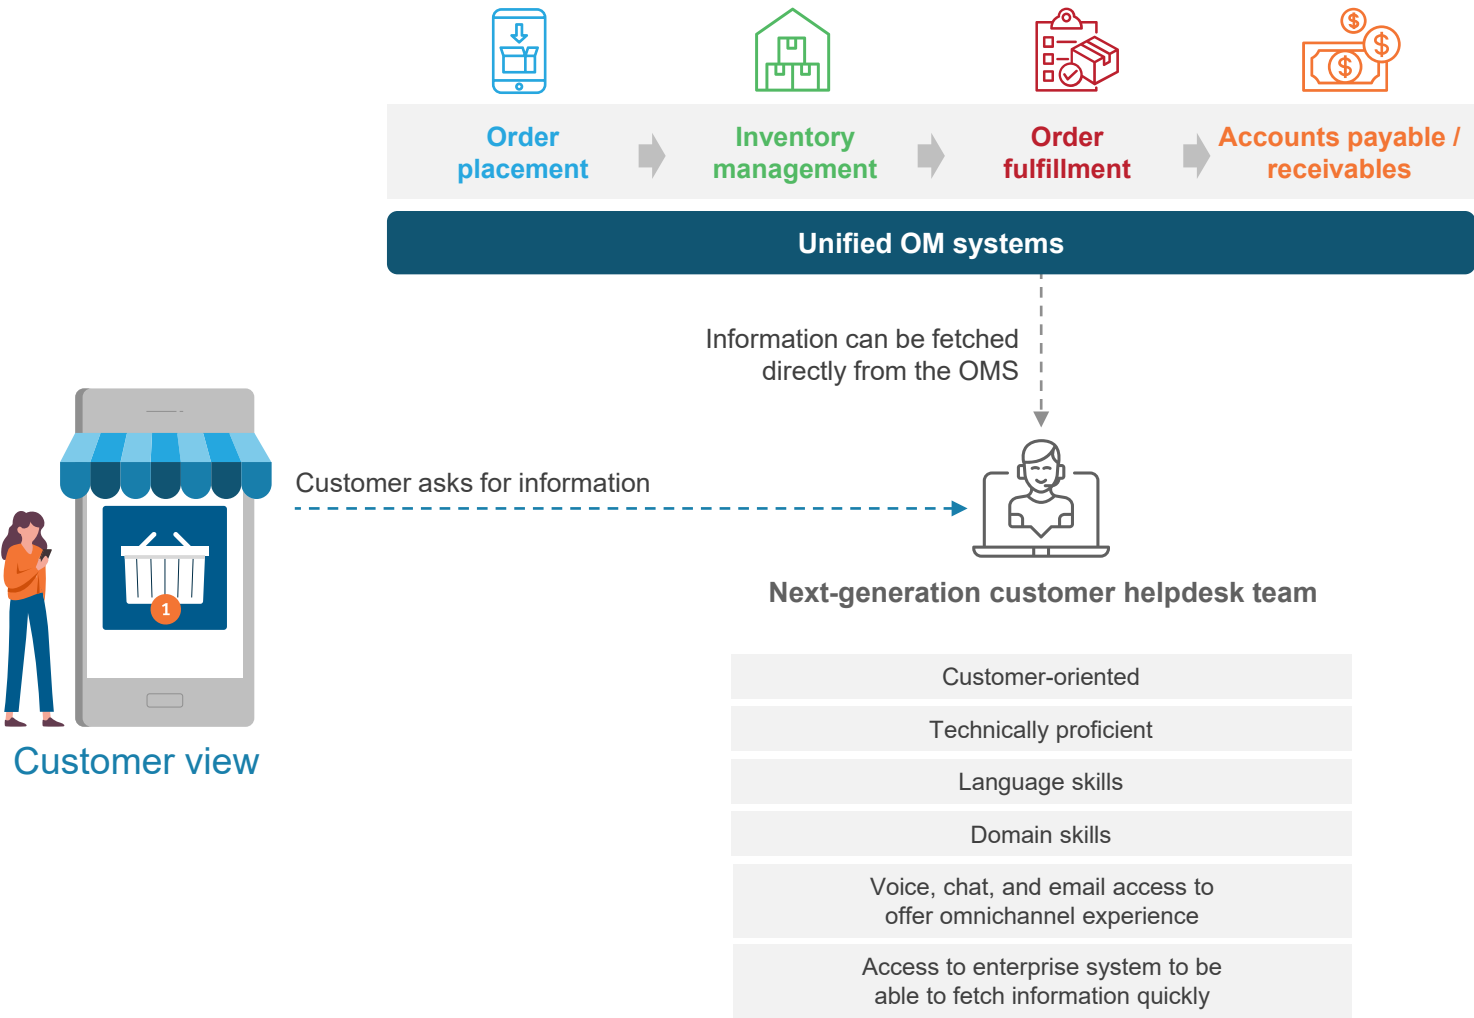 Order
placement
Inventory
management
Order
fulfillment
Accounts payable /
receivables
Unified OM systems
Information can be fetched
directly from the OMS
Customer asks for information
1
Customer view
Next-generation customer helpdesk team
Customer-oriented
Technically proficient
Language skills
Domain skills
Voice, chat, and email access to
offer omnichannel experience
Access to enterprise system to be
able to fetch information quickly